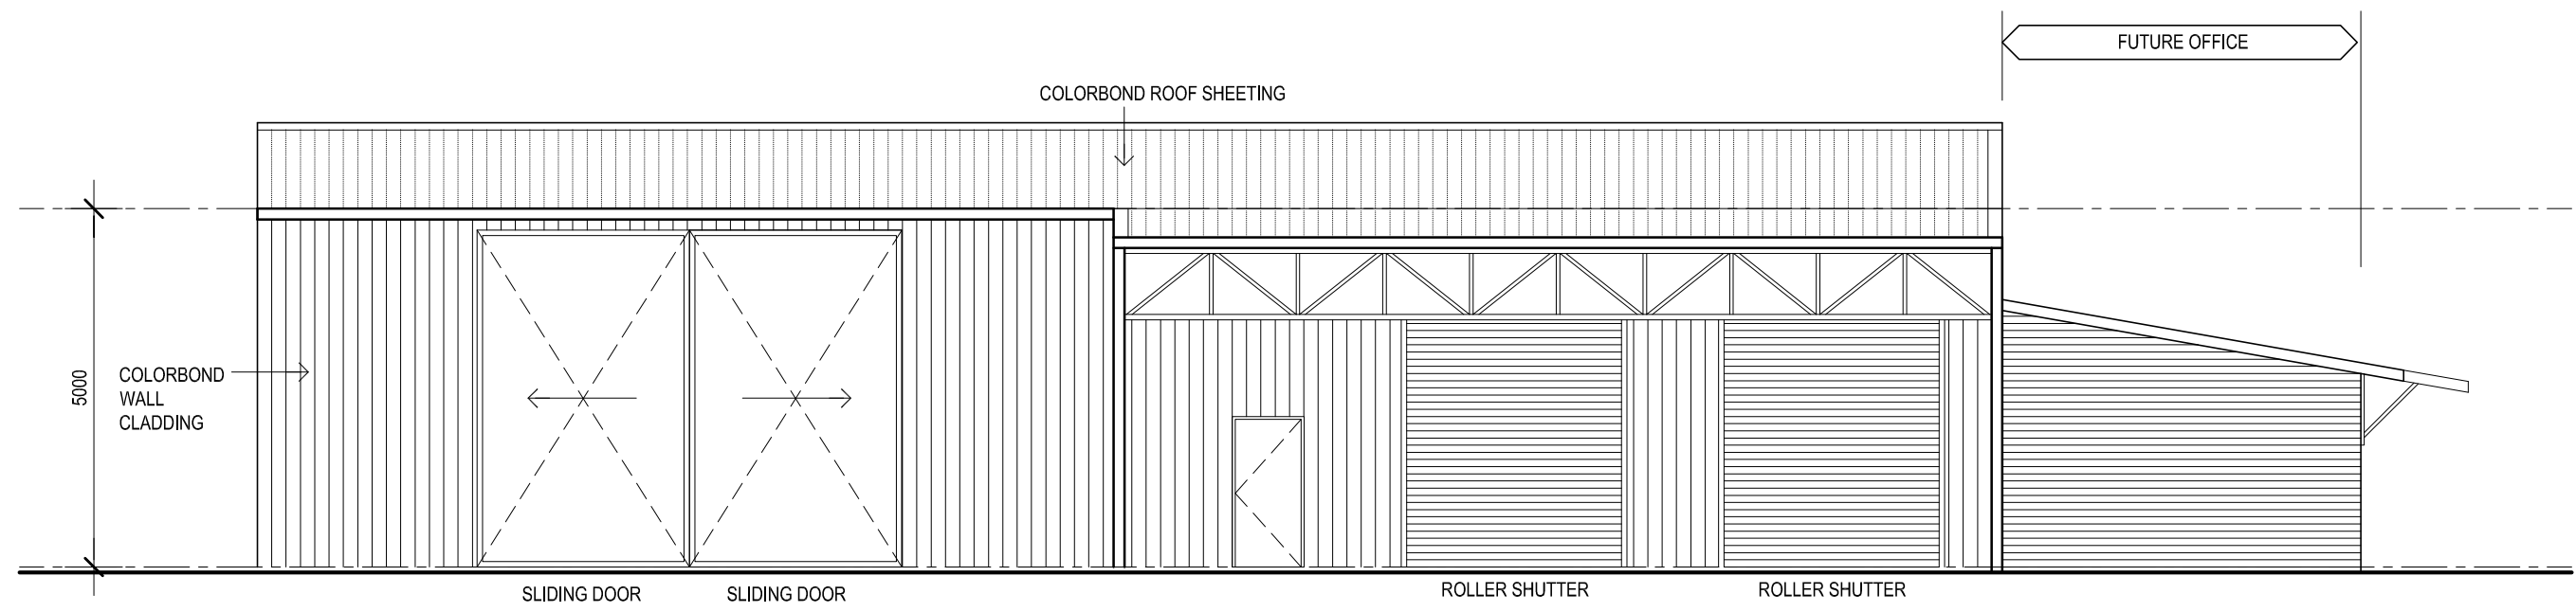 FUTURE OFFICE
COLORBOND ROOF SHEETING
5000
COLORBOND
WALL
CLADDING
SLIDING DOOR
SLIDING DOOR
ROLLER SHUTTER
ROLLER SHUTTER